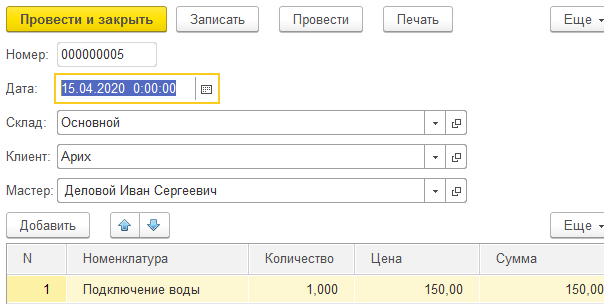 Провести и закрыть Записать Провести Печать Еще
Номер: 000000005
Дата: 15.04.2020 0:00:00
Склад: Основной
Клиент: Арих
Мастер: Деловой Иван Сергеевич
Добавить Еще
N Номенклатура Количество Цена Сумма
1 Подключение воды 1,000 150,00 150,00